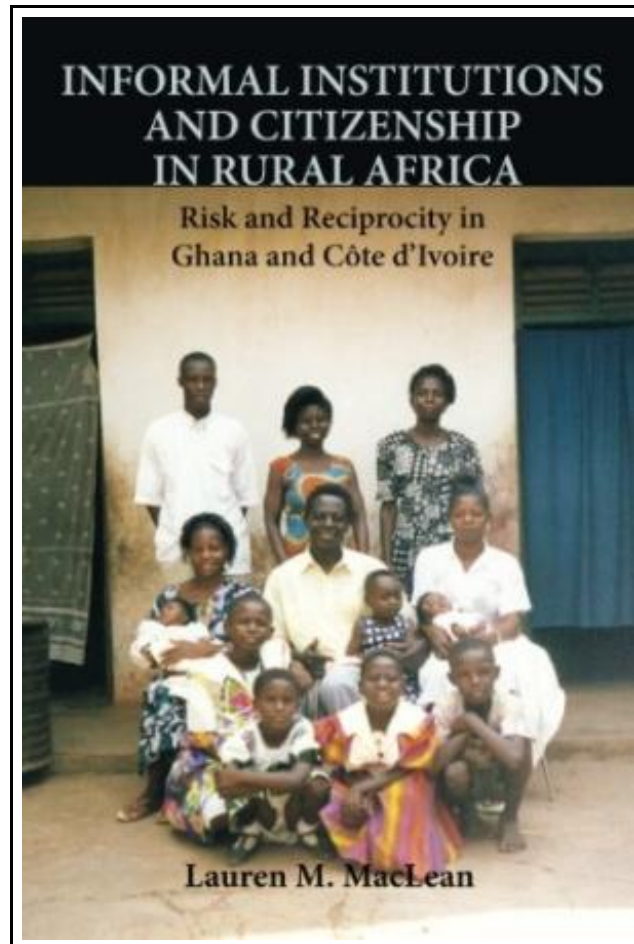 INFORMAL INSTITUTIONS
AND CITIZENSHIP
IN RURAL AFRICA
Risk and Reciprocity in
Ghana and Côte d'Ivoire
Lauren M. MacLean